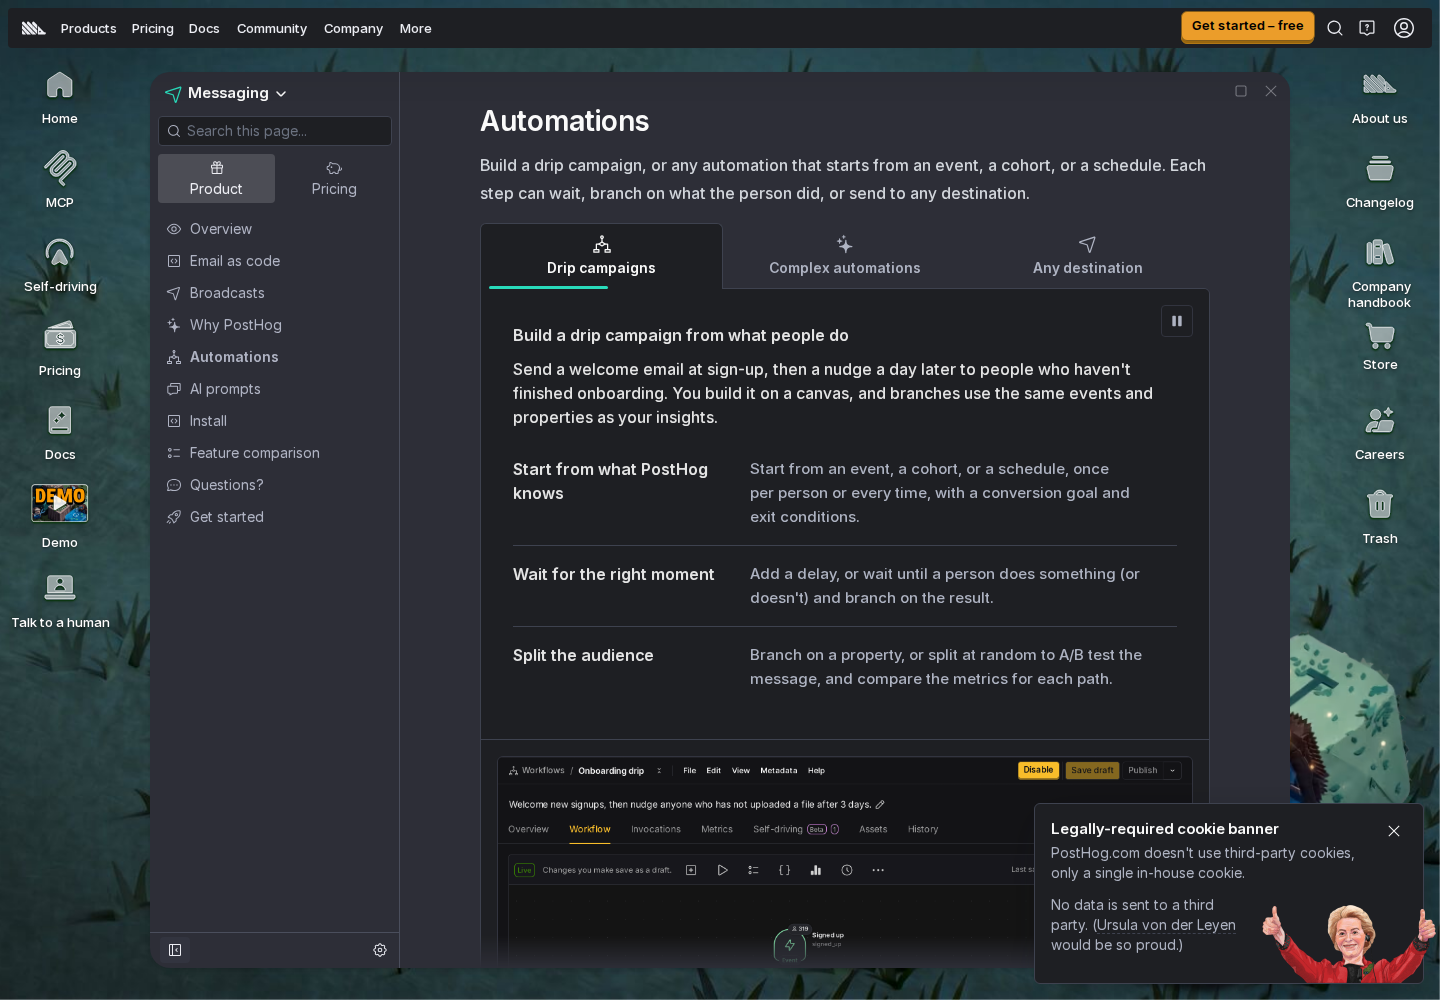 Products Pricing Docs Community Company More
Get started – free
Home
MCP
Self-driving
Pricing
Docs
DEMO
Demo
Talk to a human
Messaging
Search this page...
Product
Pricing
Overview
Email as code
Broadcasts
Why PostHog
Automations
AI prompts
Install
Feature comparison
Questions?
Get started
Automations
Build a drip campaign, or any automation that starts from an event, a cohort, or a schedule. Each
step can wait, branch on what the person did, or send to any destination.
Drip campaigns
Complex automations
Any destination
Build a drip campaign from what people do
Send a welcome email at sign-up, then a nudge a day later to people who haven't
finished onboarding. You build it on a canvas, and branches use the same events and
properties as your insights.
Start from what PostHog
knows
Start from an event, a cohort, or a schedule, once
per person or every time, with a conversion goal and
exit conditions.
Wait for the right moment
Add a delay, or wait until a person does something (or
doesn't) and branch on the result.
Split the audience
Branch on a property, or split at random to A/B test the
message, and compare the metrics for each path.
Workflows / Onboarding drip File Edit View Metadata Help Disable Save draft Publish
Welcome new signups, then nudge anyone who has not uploaded a file after 3 days.
Overview Workflow Invocations Metrics Self-driving Beta 1 Assets History
Live Changes you make save as a draft. Last sa
319
Signed up
signed_up
About us
Changelog
Company
handbook
Store
Careers
Trash
Legally-required cookie banner
PostHog.com doesn't use third-party cookies,
only a single in-house cookie.
No data is sent to a third
party. (Ursula von der Leyen
would be so proud.)